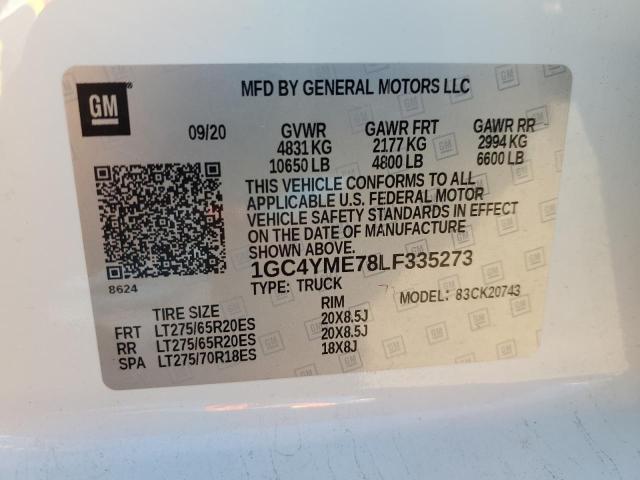 GM
MFD BY GENERAL MOTORS LLC
09/20 GVWR GAWR FRT GAWR RR
4831 KG 2177 KG 2994 KG
10650 LB 4800 LB 6600 LB
THIS VEHICLE CONFORMS TO ALL
APPLICABLE U.S. FEDERAL MOTOR
VEHICLE SAFETY STANDARDS IN EFFECT
ON THE DATE OF MANUFACTURE
SHOWN ABOVE.
8624
1GC4YME78LF335273
TYPE: TRUCK MODEL: 83CK20743
TIRE SIZE RIM
FRT LT275/65R20ES 20X8.5J
RR LT275/65R20ES 20X8.5J
SPA LT275/70R18ES 18X8J